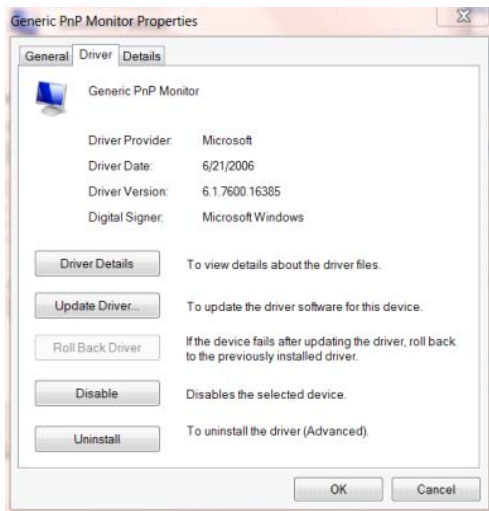 Generic PnP Monitor Properties
General Driver Details
Generic PnP Monitor
Driver Provider: Microsoft
Driver Date: 6/21/2006
Driver Version: 6.1.7600.16385
Digital Signer: Microsoft Windows
Driver Details To view details about the driver files.
Update Driver... To update the driver software for this device.
Roll Back Driver If the device fails after updating the driver, roll back
to the previously installed driver.
Disable Disables the selected device.
Uninstall To uninstall the driver (Advanced).
OK Cancel